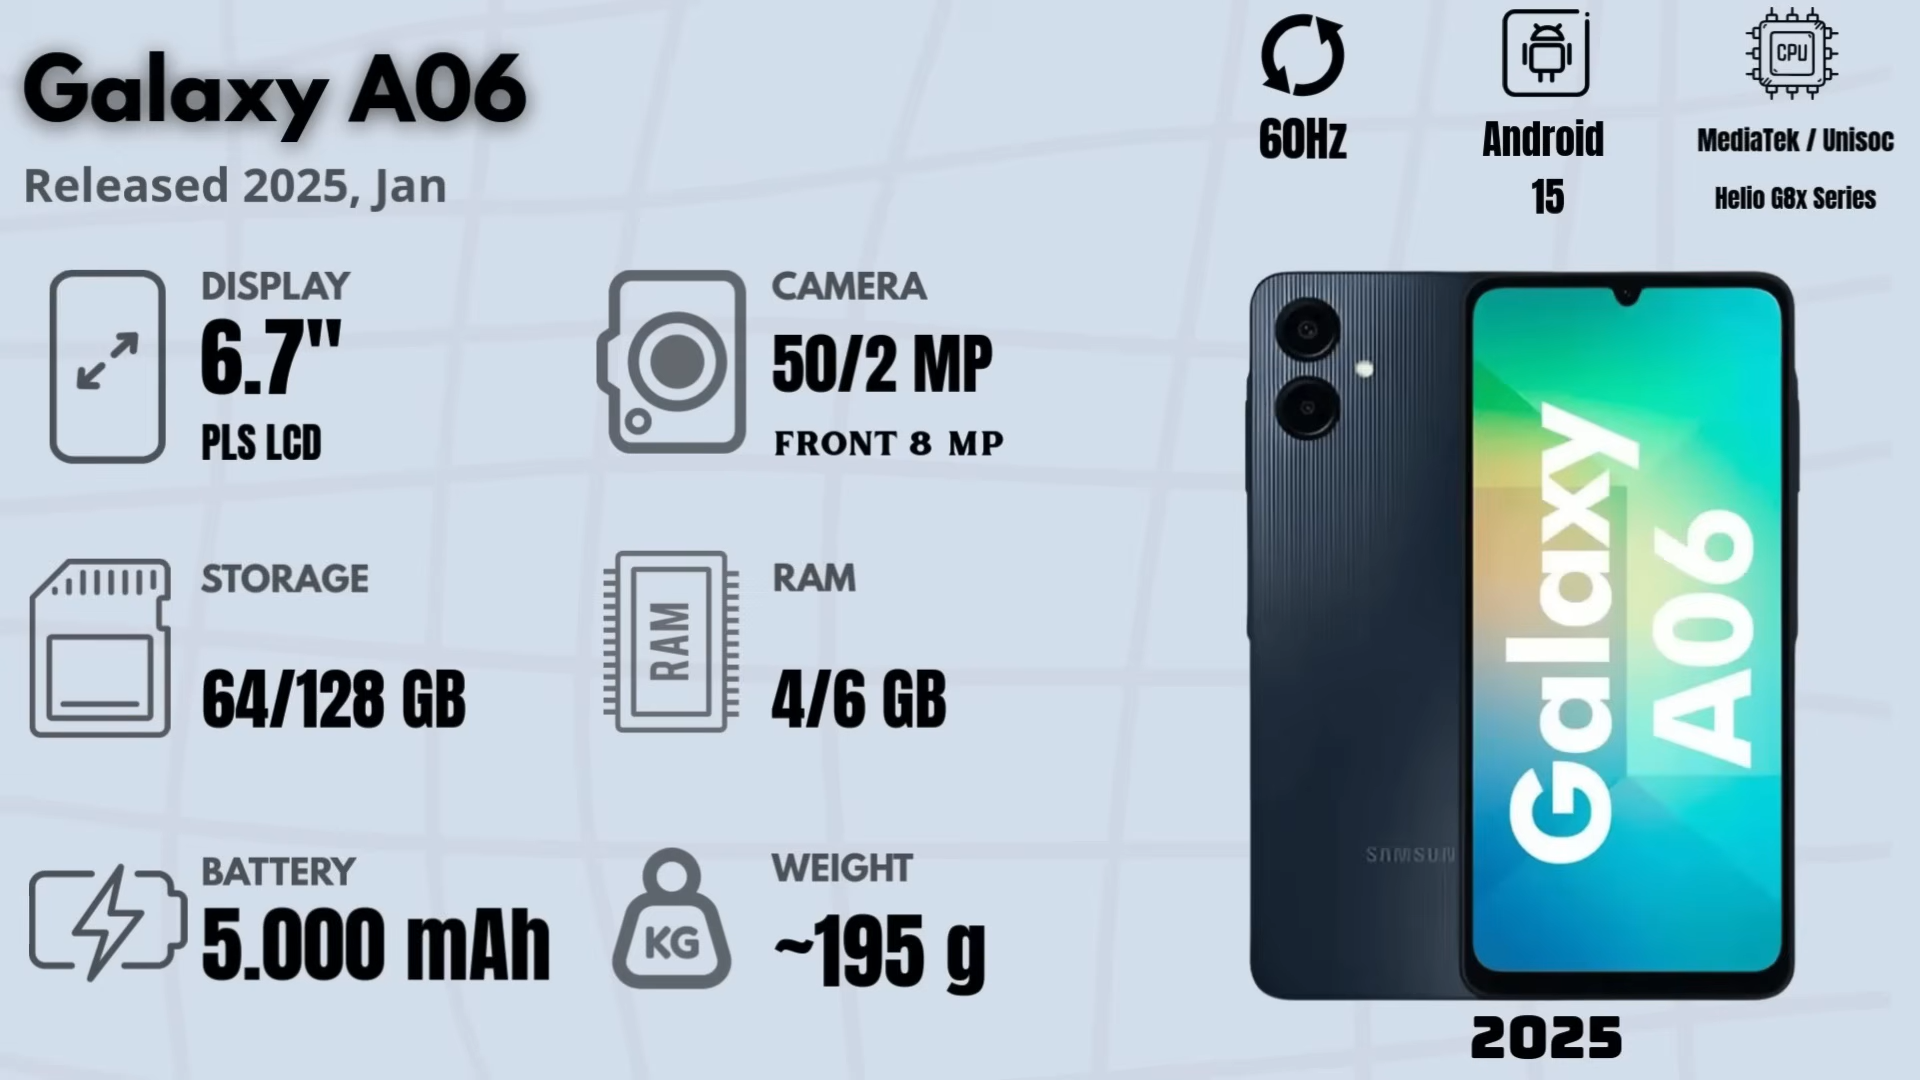 Galaxy A06
Released 2025, Jan
60Hz
Android
15
CPU
MediaTek / Unisoc
Helio G8x Series
DISPLAY
6.7"
PLS LCD
CAMERA
50/2 MP
FRONT 8 MP
STORAGE
64/128 GB
RAM
RAM
4/6 GB
BATTERY
5.000 mAh
KG
WEIGHT
~195 g
SAMSUN
Galaxy
A06
2025